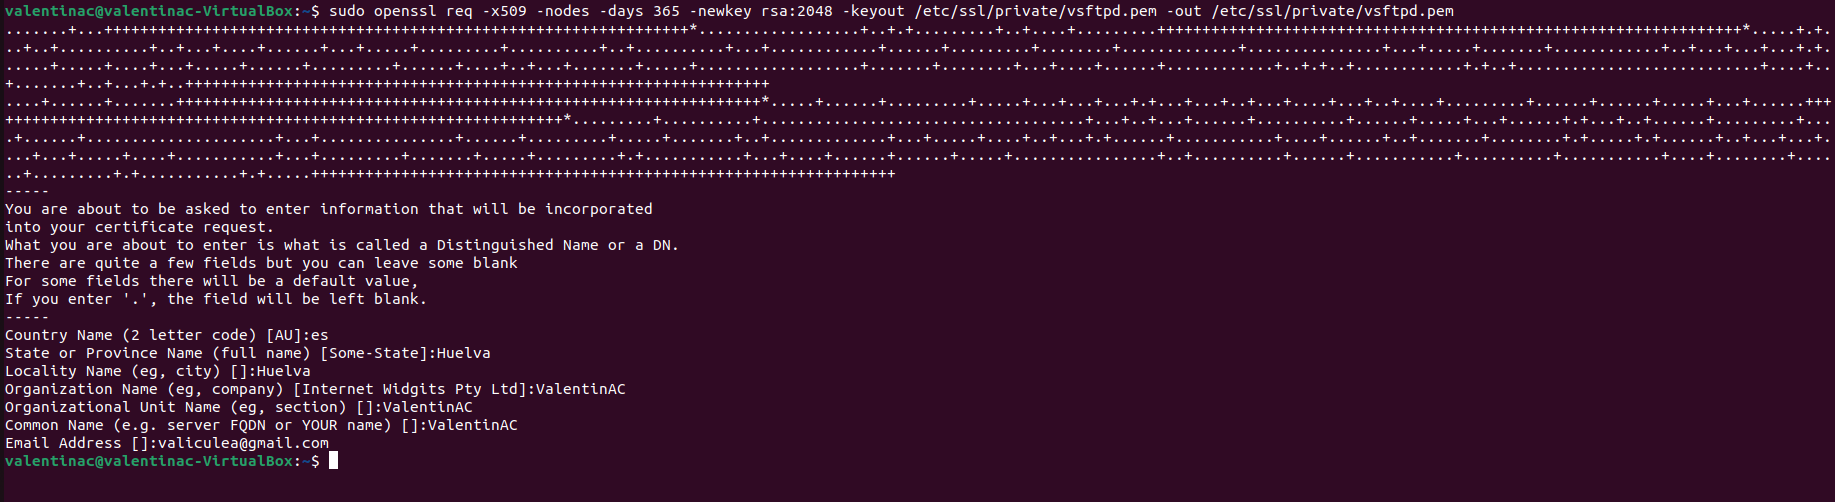 valentinac@valentinac-VirtualBox:~$ sudo openssl req -x509 -nodes -days 365 -newkey rsa:2048 -keyout /etc/ssl/private/vsftpd.pem -out /etc/ssl/private/vsftpd.pem
-----
You are about to be asked to enter information that will be incorporated
into your certificate request.
What you are about to enter is what is called a Distinguished Name or a DN.
There are quite a few fields but you can leave some blank
For some fields there will be a default value,
If you enter '.', the field will be left blank.
-----
Country Name (2 letter code) [AU]:es
State or Province Name (full name) [Some-State]:Huelva
Locality Name (eg, city) []:Huelva
Organization Name (eg, company) [Internet Widgits Pty Ltd]:ValentinAC
Organizational Unit Name (eg, section) []:ValentinAC
Common Name (e.g. server FQDN or YOUR name) []:ValentinAC
Email Address []:valiculea@gmail.com
valentinac@valentinac-VirtualBox:~$